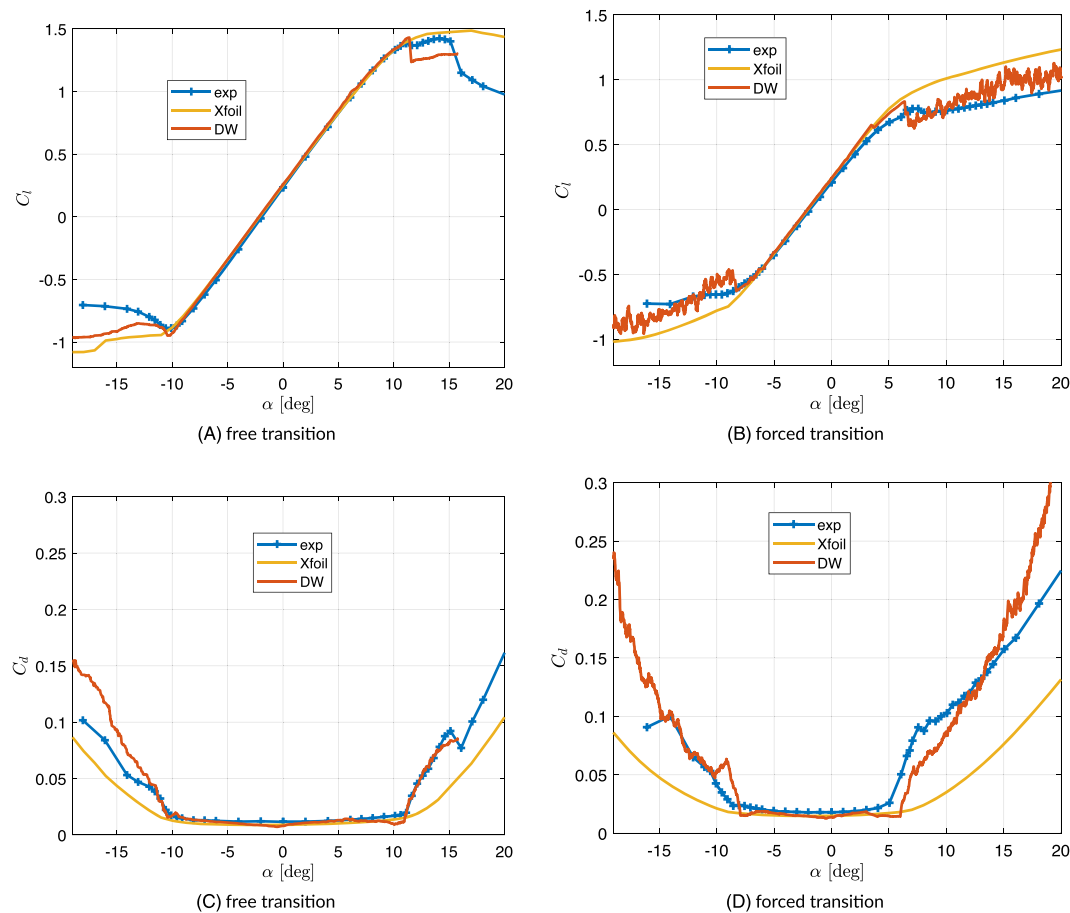 1.5
1
0.5
0
-0.5
-1
C_l
exp
Xfoil
DW
-15 -10 -5 0 5 10 15 20
α [deg]
(A) free transition
1.5
1
0.5
0
-0.5
-1
C_l
exp
Xfoil
DW
-15 -10 -5 0 5 10 15 20
α [deg]
(B) forced transition
0.3
0.25
0.2
0.15
0.1
0.05
0
C_d
exp
Xfoil
DW
-15 -10 -5 0 5 10 15 20
α [deg]
(C) free transition
0.3
0.25
0.2
0.15
0.1
0.05
0
C_d
exp
Xfoil
DW
-15 -10 -5 0 5 10 15 20
α [deg]
(D) forced transition